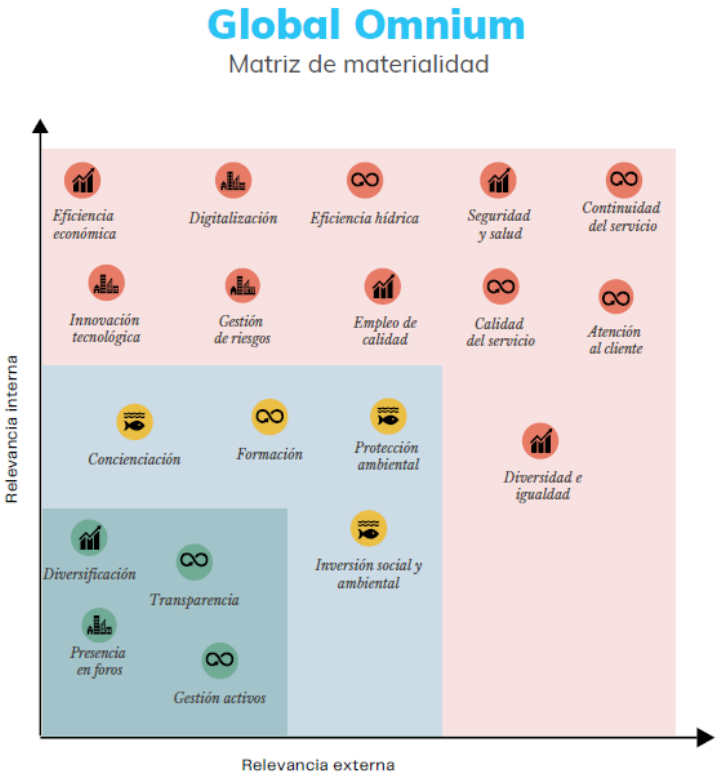 Global Omnium
Matriz de materialidad
Relevancia interna
Eficiencia
económica
Digitalización
Eficiencia hídrica
Seguridad
y salud
Continuidad
del servicio
Innovación
tecnológica
Gestión
de riesgos
Empleo de
calidad
Calidad
del servicio
Atención
al cliente
Concienciación
Formación
Protección
ambiental
Diversidad e
igualdad
Diversificación
Transparencia
Inversión social y
ambiental
Presencia
en foros
Gestión activos
Relevancia externa